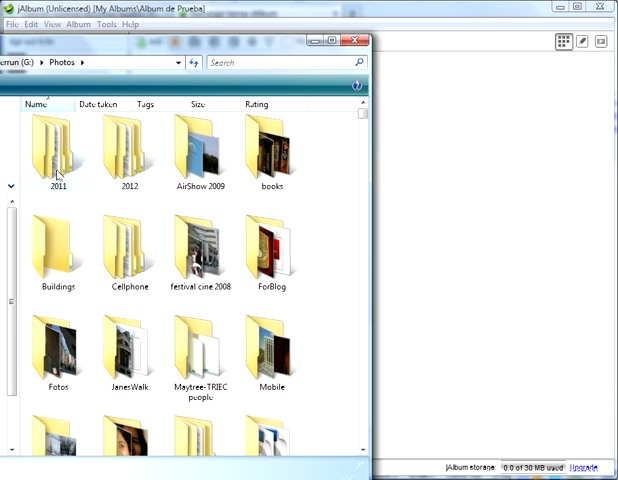 jAlbum (Unlicensed) [My Albums\Album de Prueba]
File Edit View Album Tools Help
errun (G:) Photos Search
Name Date taken Tags Size Rating
2011 2012 AirShow 2009 books
Buildings Cellphone festival cine 2008 ForBlog
Fotos JanesWalk Maytree-TRIEC people Mobile
jAlbum storage: 0.0 of 30 MB used Upgrade